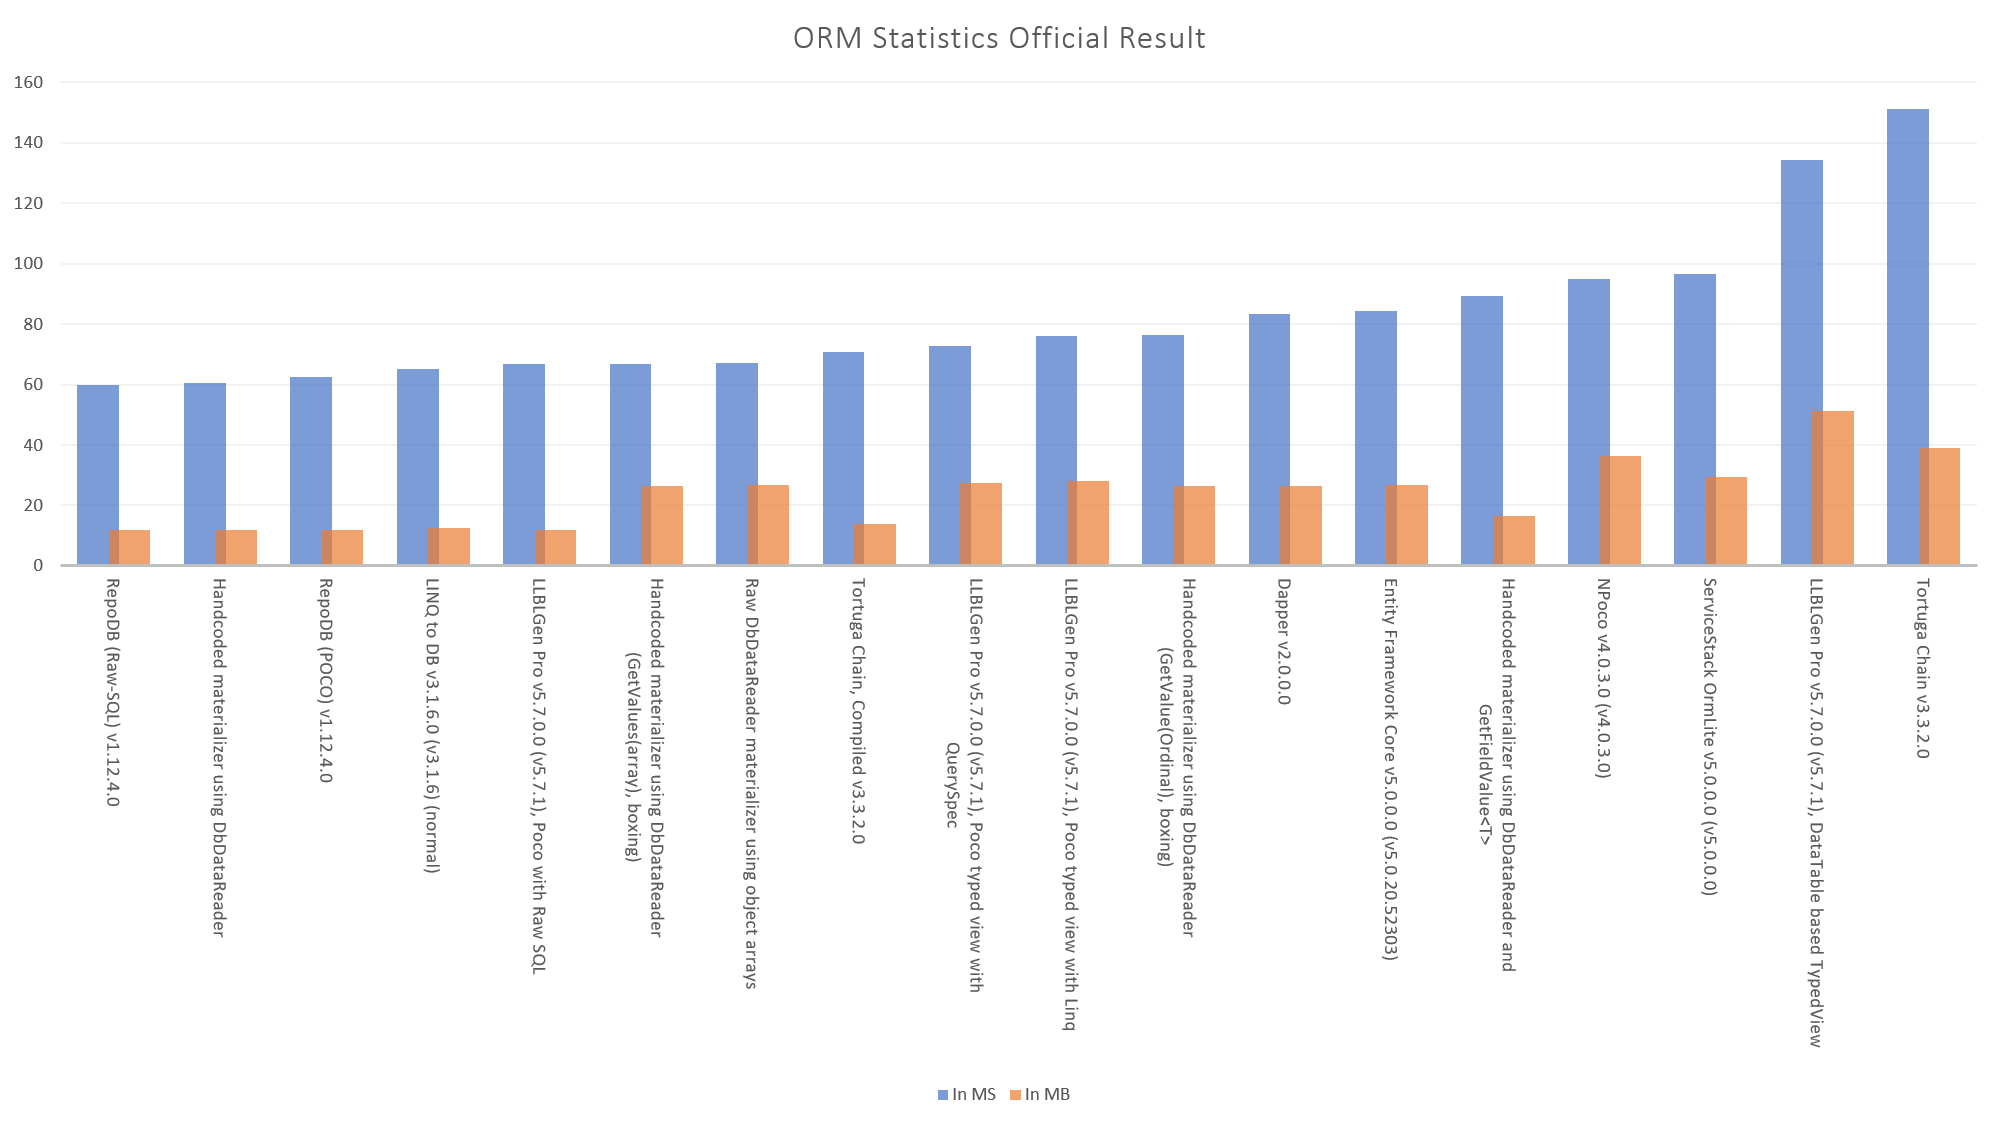 ORM Statistics Official Result
160
140
120
100
80
60
40
20
0
RepoDB (Raw-SQL) v1.12.4.0
Handcoded materializer using DbDataReader
RepoDB (POCO) v1.12.4.0
LINQ to DB v3.1.6.0 (v3.1.6) (normal)
LLBLGen Pro v5.7.0.0 (v5.7.1), Poco with Raw SQL
Handcoded materializer using DbDataReader
(GetValues(array), boxing)
Raw DbDataReader materializer using object arrays
Tortuga Chain, Compiled v3.3.2.0
LLBLGen Pro v5.7.0.0 (v5.7.1), Poco typed view with
QuerySpec
LLBLGen Pro v5.7.0.0 (v5.7.1), Poco typed view with Linq
Handcoded materializer using DbDataReader
(GetValue(Ordinal), boxing)
Dapper v2.0.0.0
Entity Framework Core v5.0.0.0 (v5.0.20.52303)
Handcoded materializer using DbDataReader and
GetFieldValue<T>
NPoco v4.0.3.0 (v4.0.3.0)
ServiceStack OrmLite v5.0.0.0 (v5.0.0.0)
LLBLGen Pro v5.7.0.0 (v5.7.1), DataTable based TypedView
Tortuga Chain v3.3.2.0
In MS
In MB